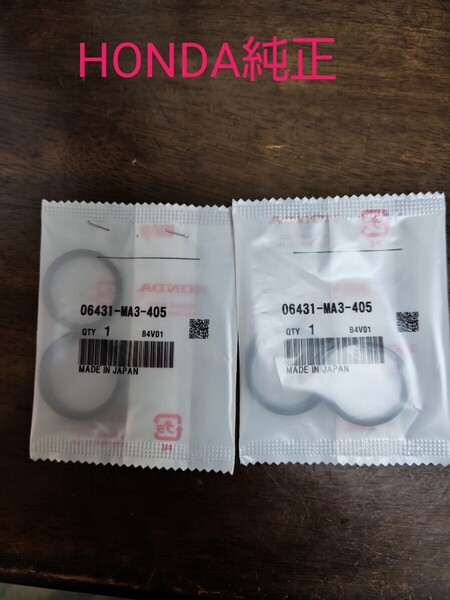 HONDA純正
06431-MA3-405
QTY 1 B4V01
MADE IN JAPAN
HONDA
06431-MA3-405
QTY 1 B4V01
MADE IN JAPAN